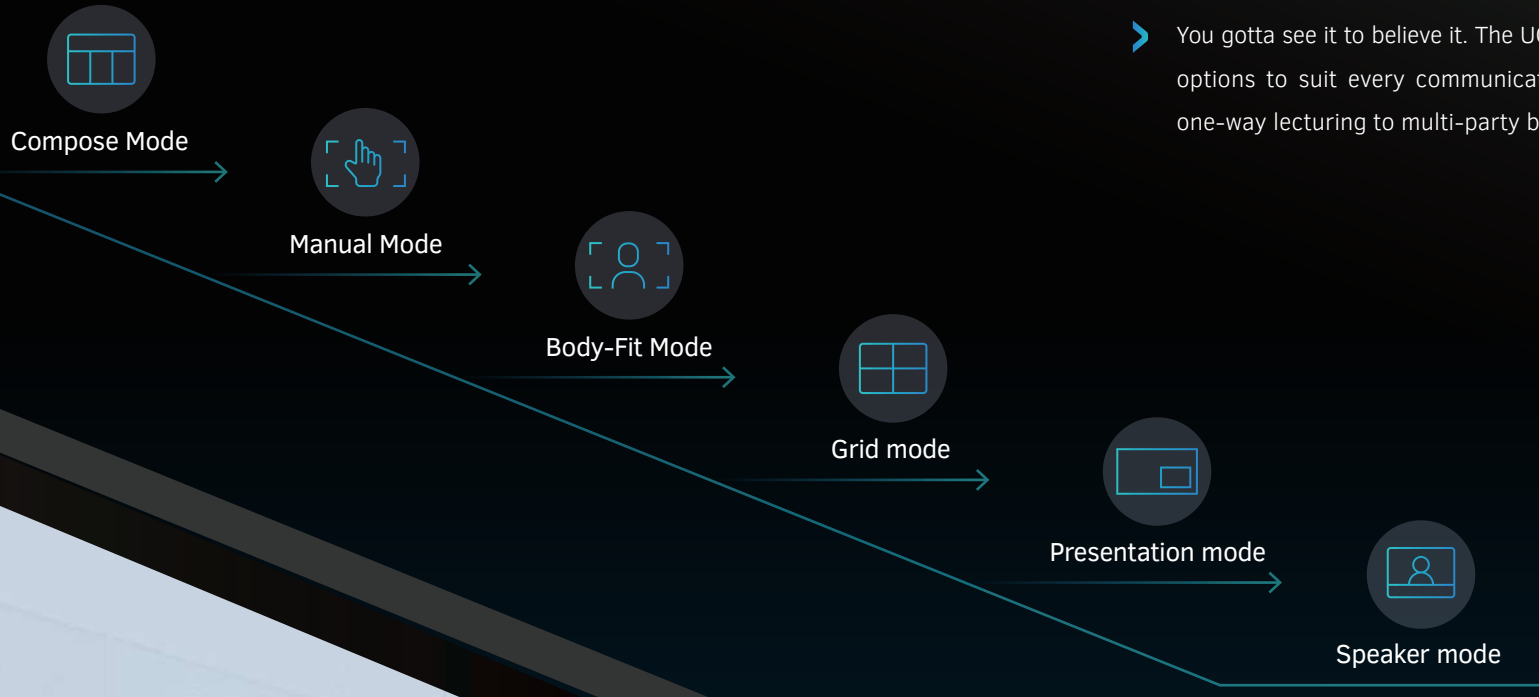 You gotta see it to believe it. The
options to suit every
one-way lecturing to multi-party
Compose Mode
Manual Mode
Body-Fit Mode
Grid mode
Presentation mode
Speaker mode